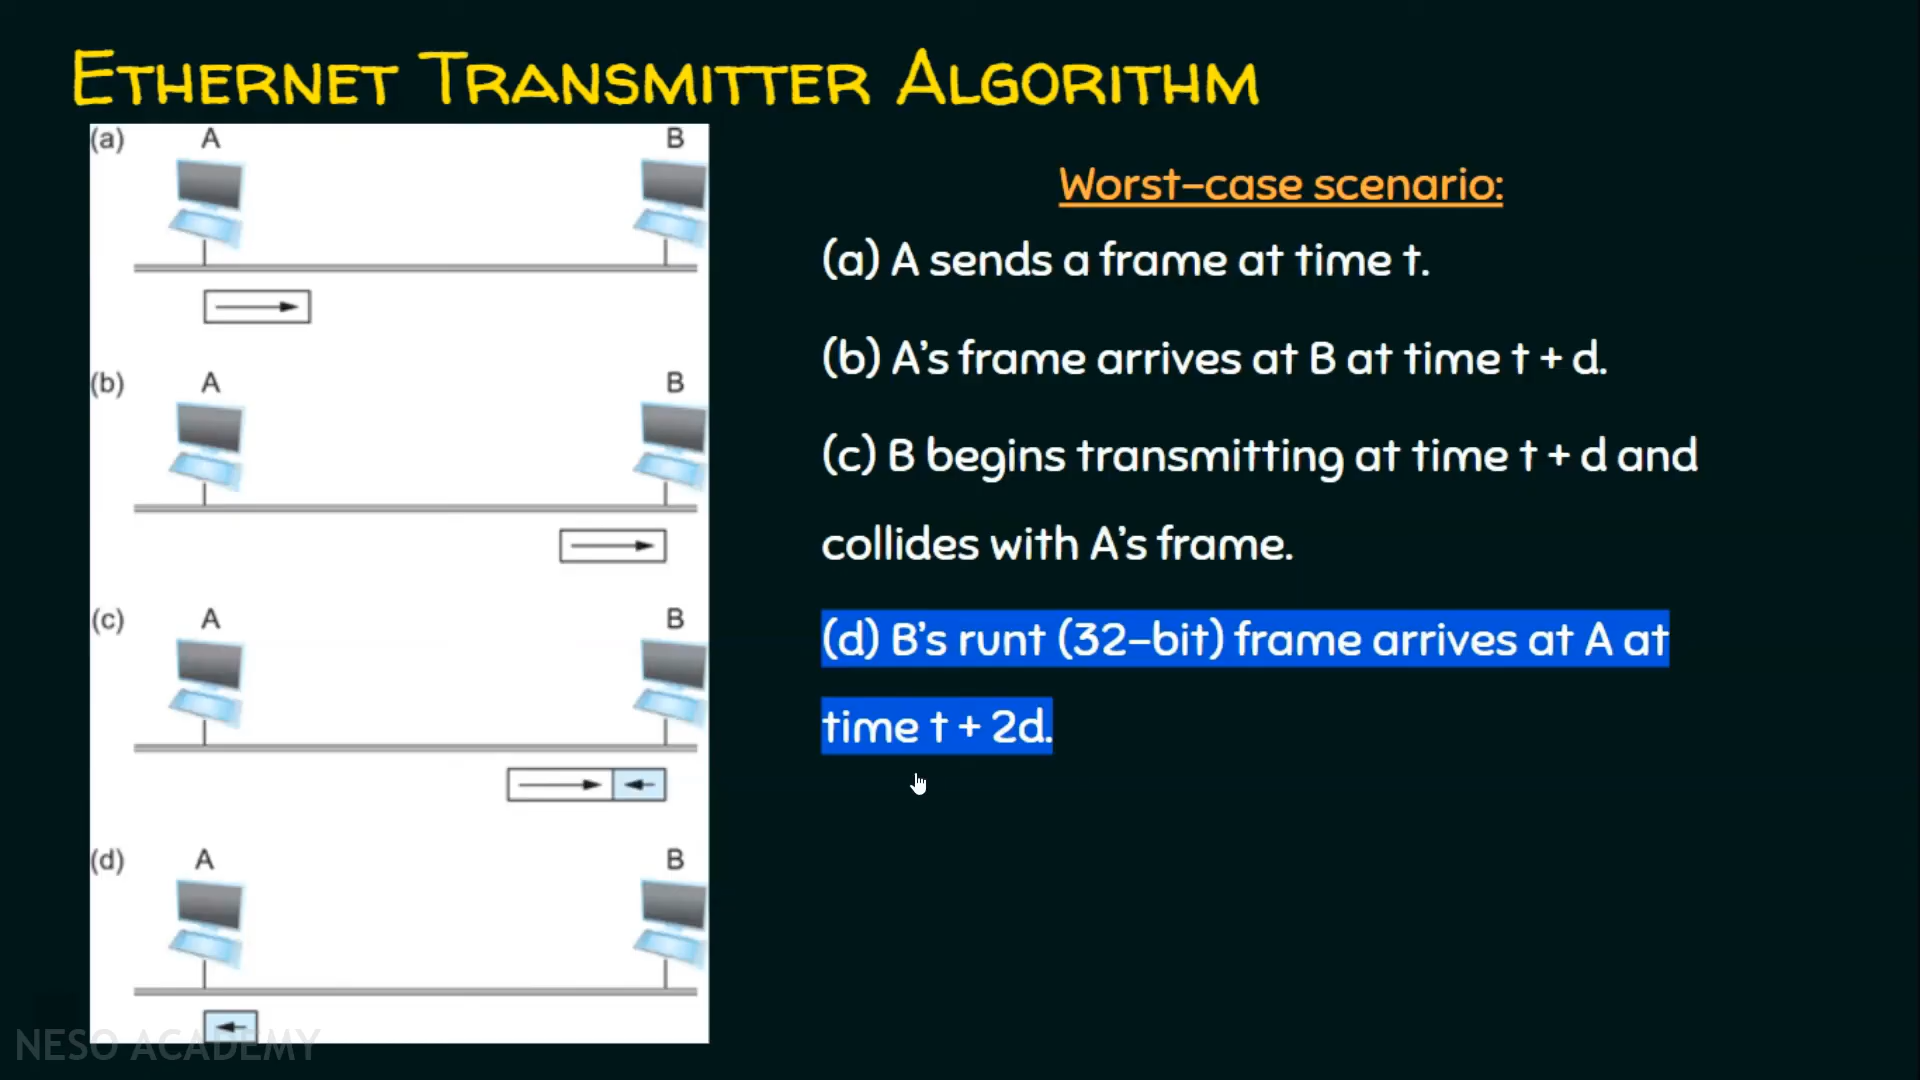 ETHERNET TRANSMITTER ALGORITHM
(a) A B
(b) A B
(c) A B
(d) A B
Worst-case scenario:
(a) A sends a frame at time t.
(b) A's frame arrives at B at time t + d.
(c) B begins transmitting at time t + d and
collides with A's frame.
(d) B's runt (32-bit) frame arrives at A at
time t + 2d.
NESO ACADEMY